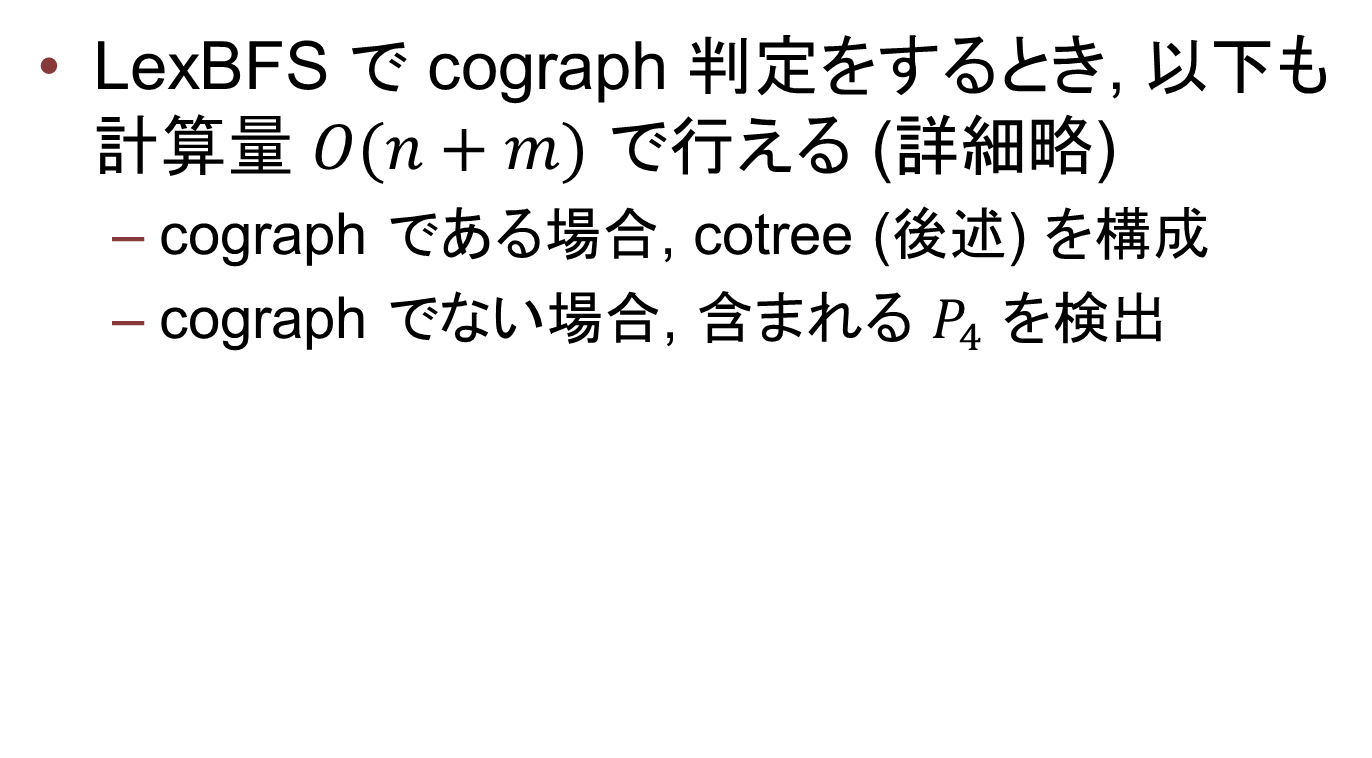 • LexBFS で cograph 判定をするとき, 以下も
計算量 𝑂(𝑛 + 𝑚) で行える (詳細略)
– cograph である場合, cotree (後述) を構成
– cograph でない場合, 含まれる 𝑃₄ を検出